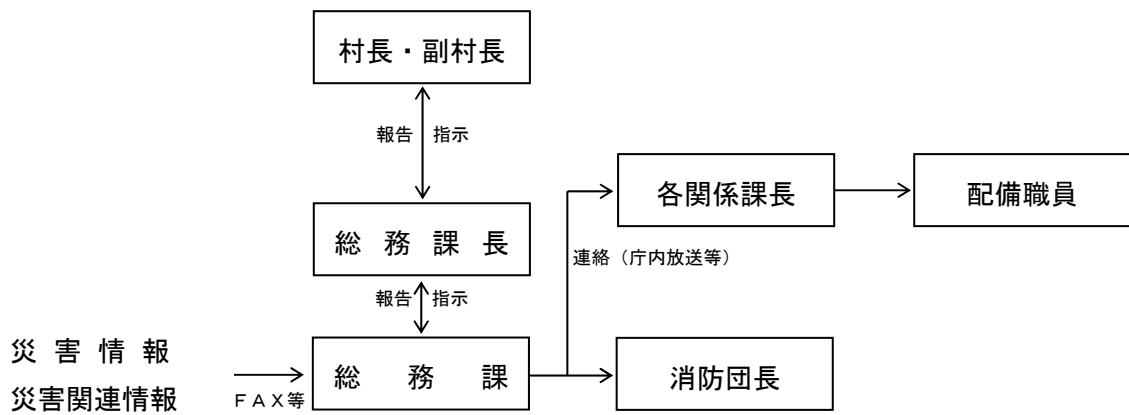 村長・副村長
報告 指示
各関係課長
配備職員
総務課長
連絡（庁内放送等）
報告 指示
災害情報
災害関連情報
ＦＡＸ等
総務課
消防団長